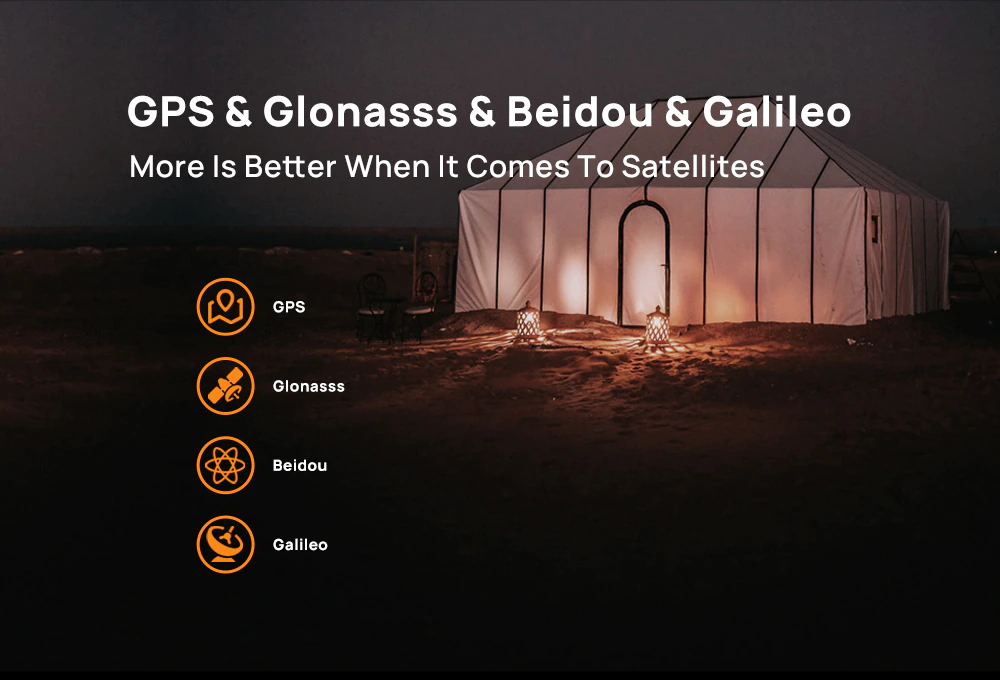 GPS & Glonasss & Beidou & Galileo
More Is Better When It Comes To Satellites
GPS
Glonasss
Beidou
Galileo